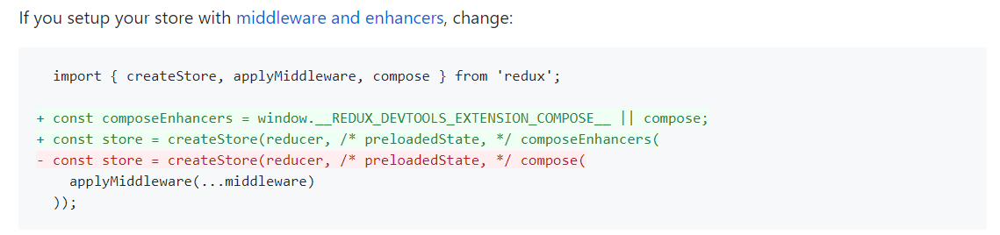 If you setup your store with middleware and enhancers, change:
import { createStore, applyMiddleware, compose } from 'redux';
+ const composeEnhancers = window.__REDUX_DEVTOOLS_EXTENSION_COMPOSE__ || compose;
+ const store = createStore(reducer, /* preloadedState, */ composeEnhancers(
- const store = createStore(reducer, /* preloadedState, */ compose(
applyMiddleware(...middleware)
));